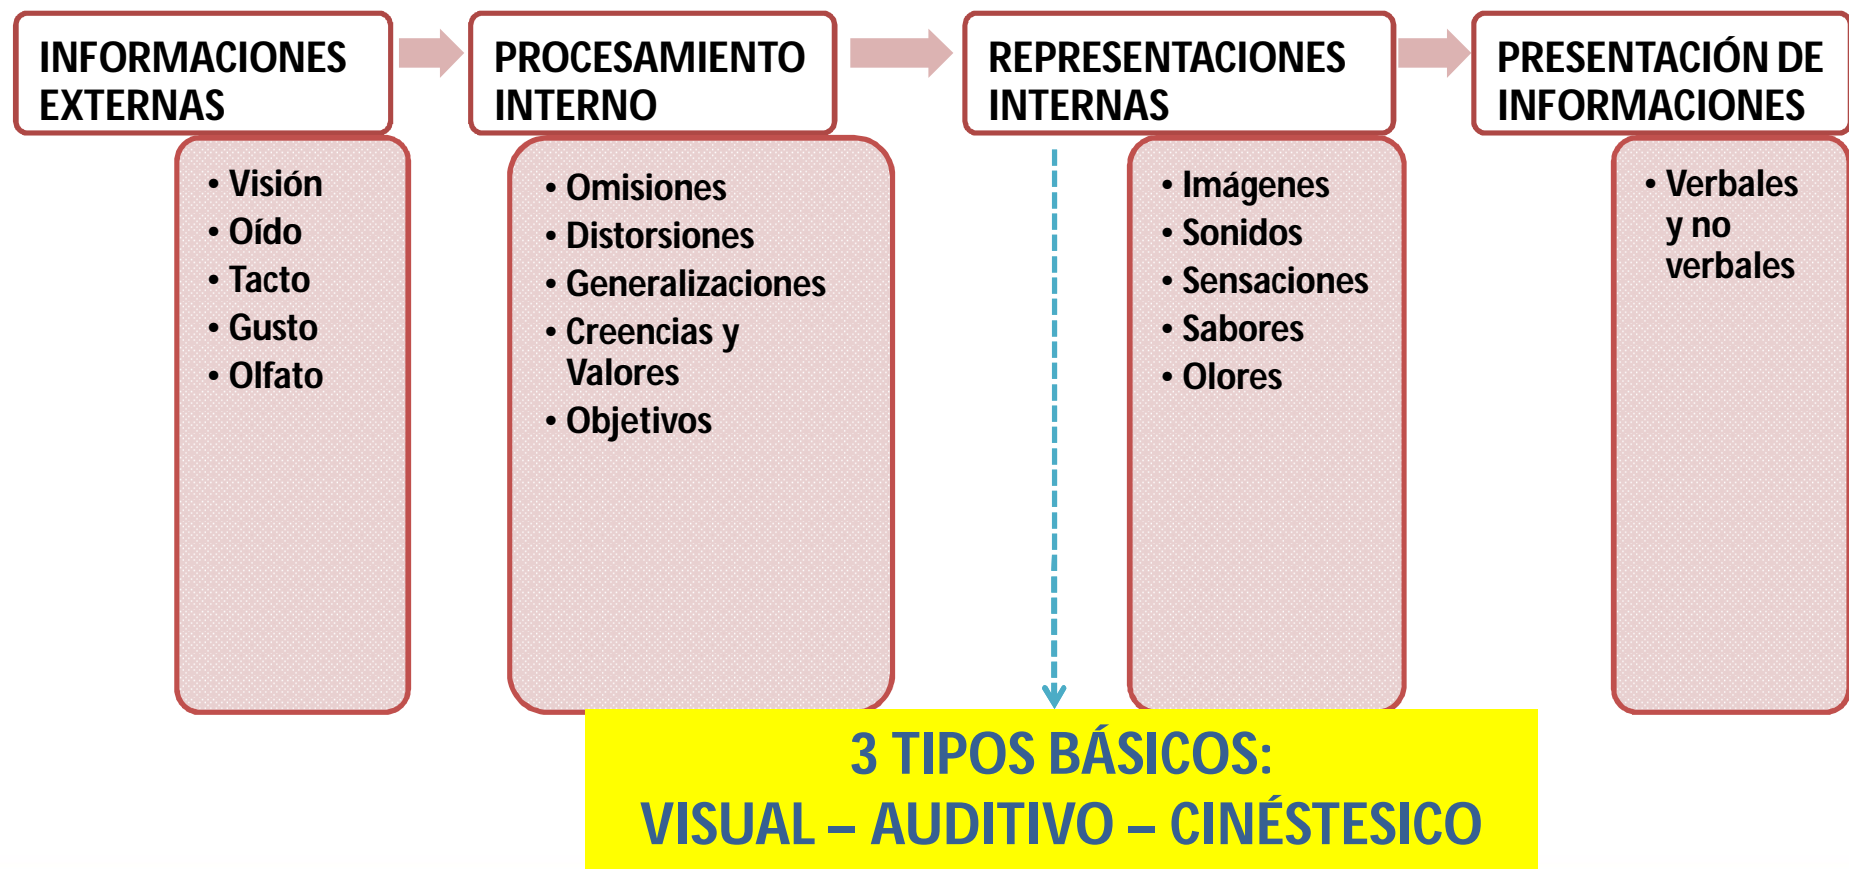 INFORMACIONES
EXTERNAS
• Visión
• Oído
• Tacto
• Gusto
• Olfato
PROCESAMIENTO
INTERNO
• Omisiones
• Distorsiones
• Generalizaciones
• Creencias y
Valores
• Objetivos
REPRESENTACIONES
INTERNAS
• Imágenes
• Sonidos
• Sensaciones
• Sabores
• Olores
PRESENTACIÓN DE
INFORMACIONES
• Verbales
y no
verbales
3 TIPOS BÁSICOS:
VISUAL – AUDITIVO – CINÉSTESICO